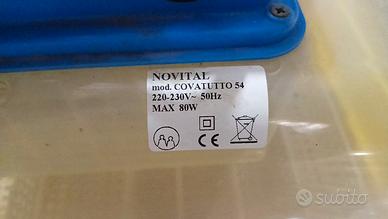 NOVITAL
mod. COVATUTTO 54
220-230V~ 50Hz
MAX 80W
CE
subito